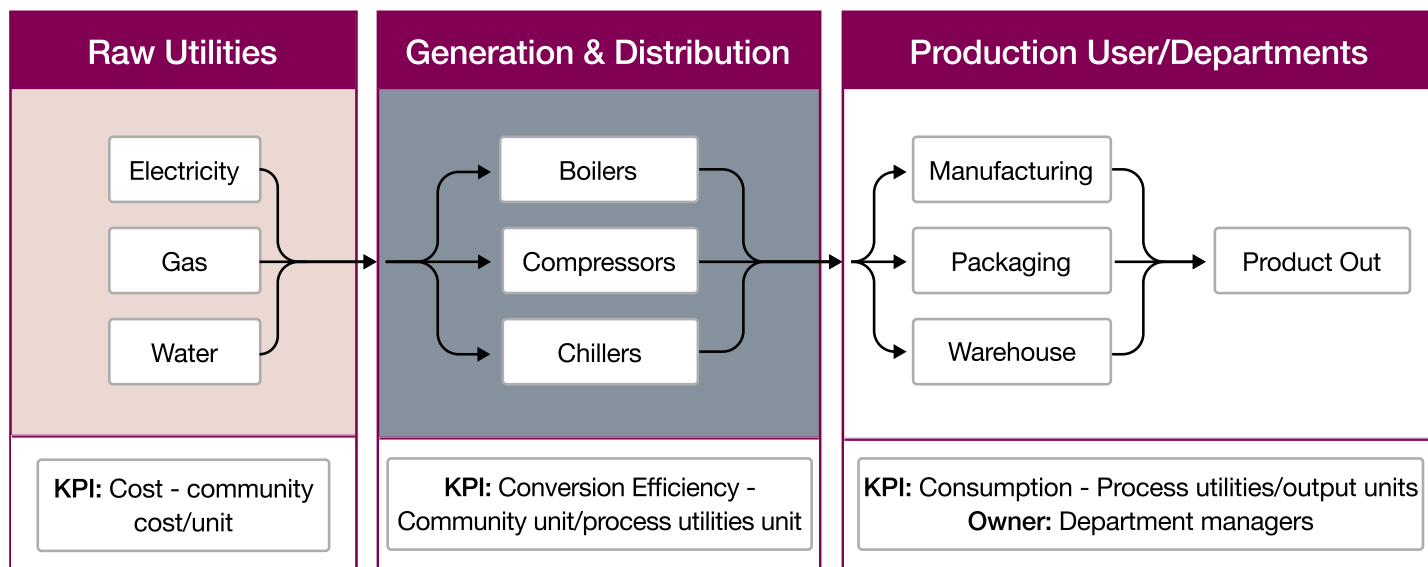 Raw Utilities
Generation & Distribution
Production User/Departments
Electricity
Gas
Water
Boilers
Compressors
Chillers
Manufacturing
Packaging
Warehouse
Product Out
KPI: Cost - community
cost/unit
KPI: Conversion Efficiency -
Community unit/process utilities unit
KPI: Consumption - Process utilities/output units
Owner: Department managers